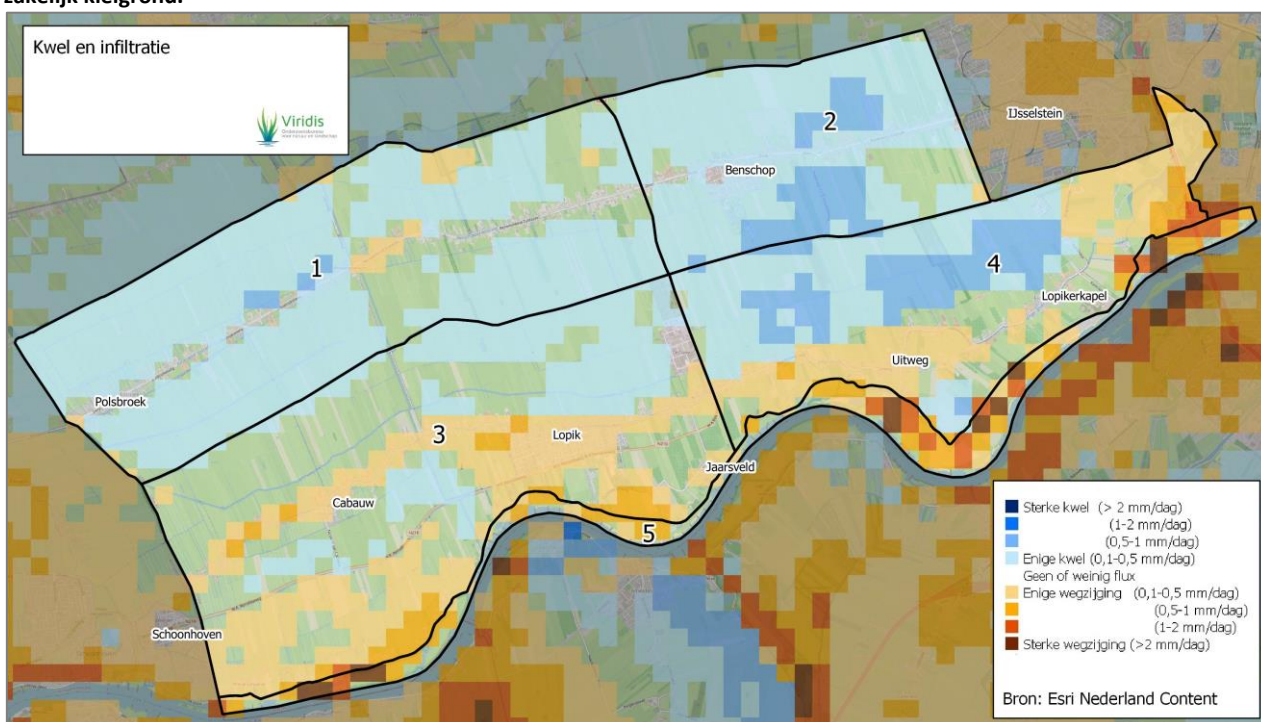 zakelijk kleigrond.
Kwel en infiltratie
Viridis
2
IJsselstein
Benschop
1
4
Lopikerkapel
Uitweg
Polsbroek
3
Lopik
Jaarsveld
Cabauw
5
Schoonhoven
Sterke kwel (> 2 mm/dag)
(1-2 mm/dag)
(0,5-1 mm/dag)
Enige kwel (0,1-0,5 mm/dag)
Geen of weinig flux
Enige wegzijging (0,1-0,5 mm/dag)
(0,5-1 mm/dag)
(1-2 mm/dag)
Sterke wegzijging (>2 mm/dag)
Bron: Esri Nederland Content